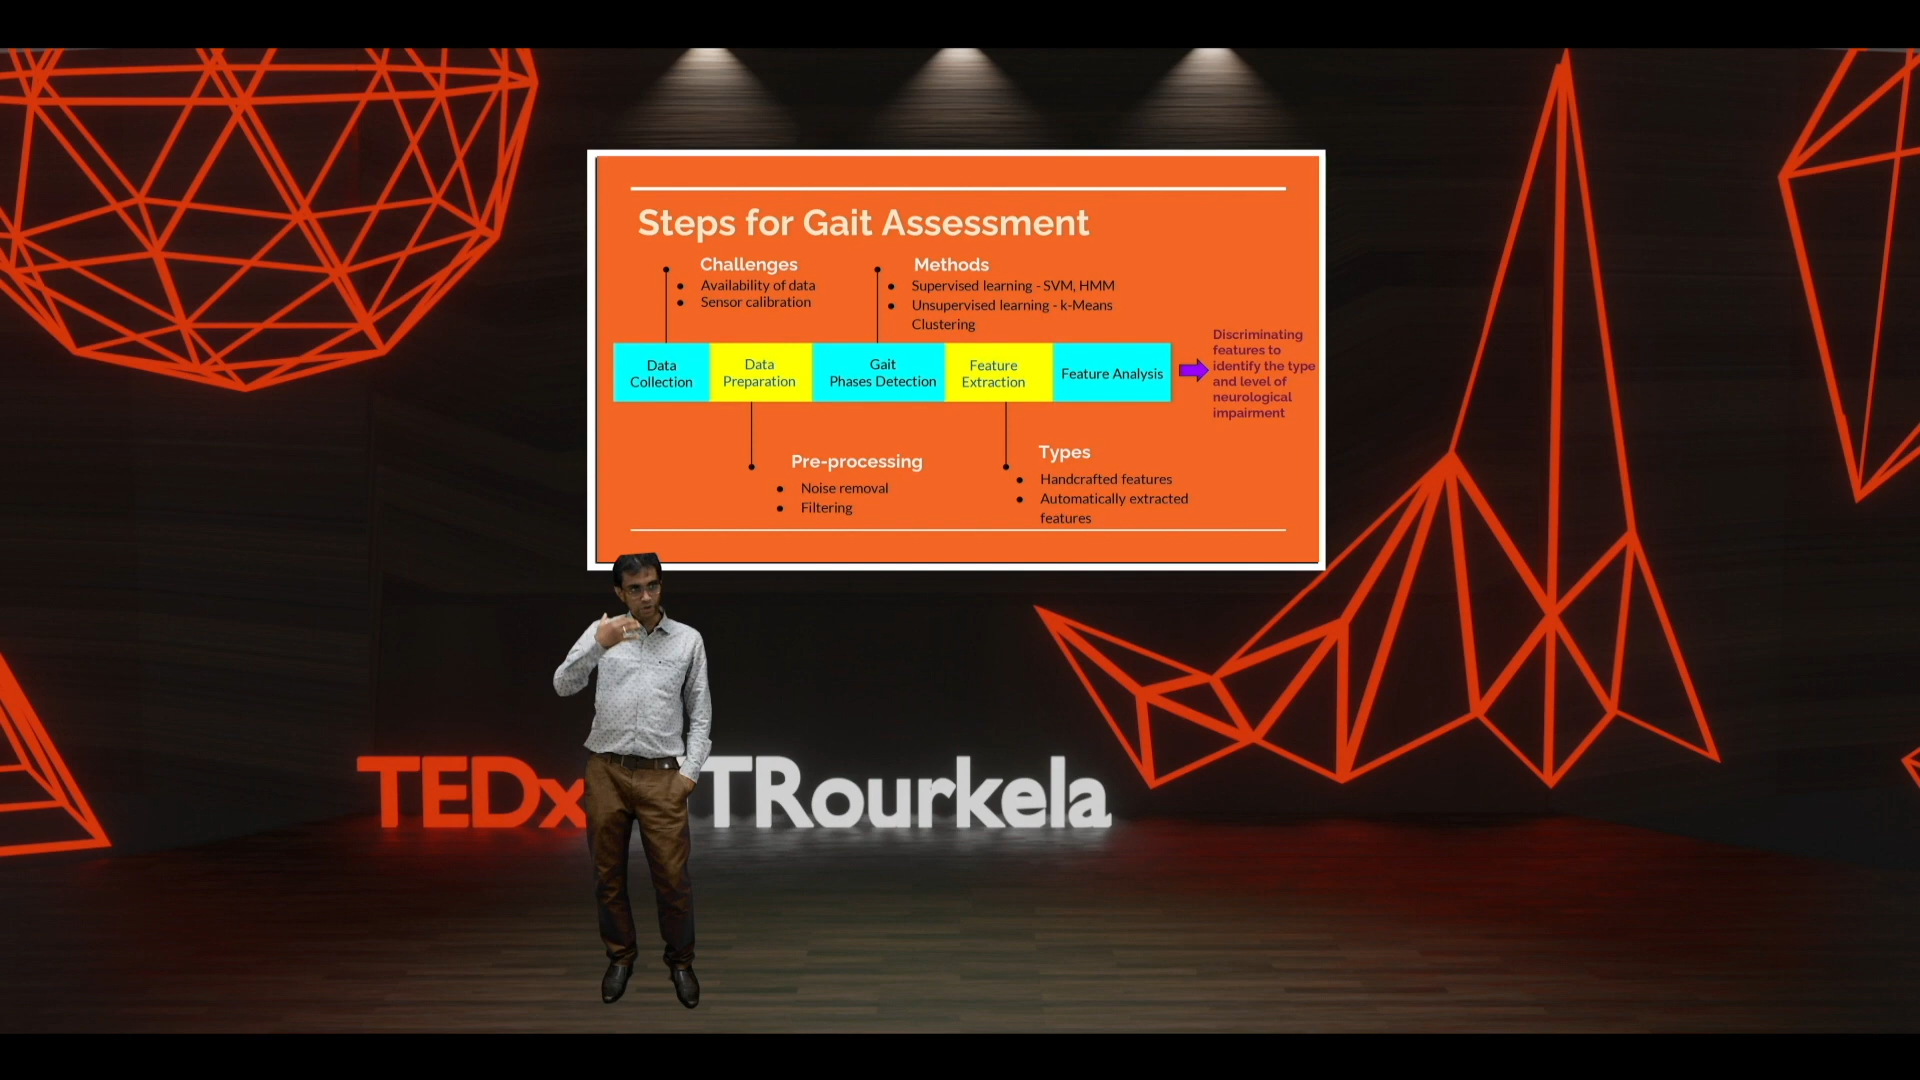 Steps for Gait Assessment
Challenges
Availability of data
Sensor calibration
Methods
Supervised learning - SVM, HMM
Unsupervised learning - k-Means
Clustering
Data
Collection
Data
Preparation
Gait
Phases Detection
Feature
Extraction
Feature Analysis
Discriminating
features to
identify the type
and level of
neurological
impairment
Pre-processing
Noise removal
Filtering
Types
Handcrafted features
Automatically extracted
features
TEDx TRourkela